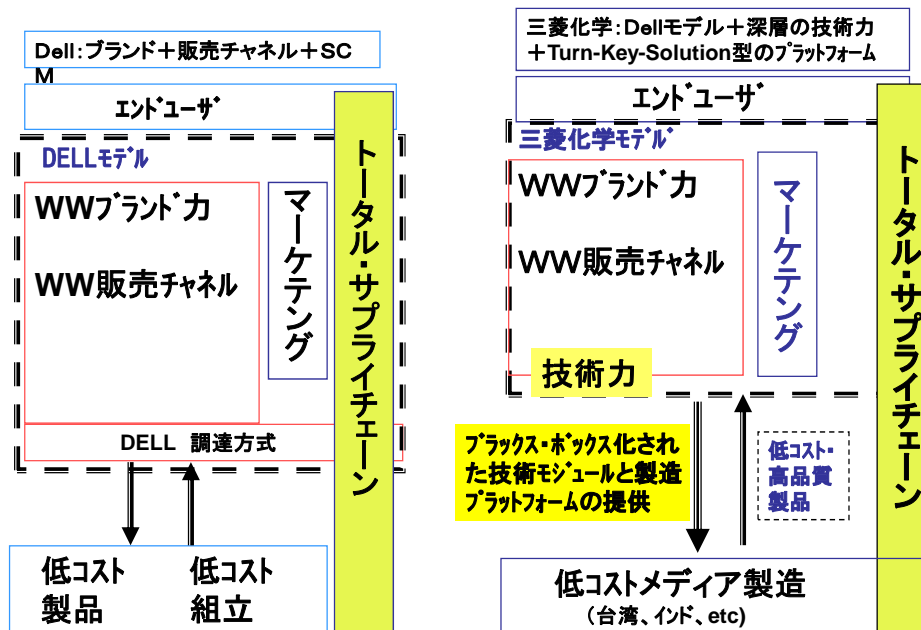 Dell:ブランド＋販売チャネル＋SC
M
エンドユーザ
DELLモデル
WWブランド力
WW販売チャネル
マーケテング
トータル・サプライチェーン
DELL 調達方式
低コスト
製品
低コスト
組立
三菱化学:Dellモデル＋深層の技術力
＋Turn-Key-Solution型のプラットフォーム
エンドユーザ
三菱化学モデル
WWブランド力
WW販売チャネル
技術力
マーケテング
トータル・サプライチェーン
ブラックス・ボックス化され
た技術モジュールと製造
プラットフォームの提供
低コスト・
高品質
製品
低コストメディア製造
（台湾、インド、etc)